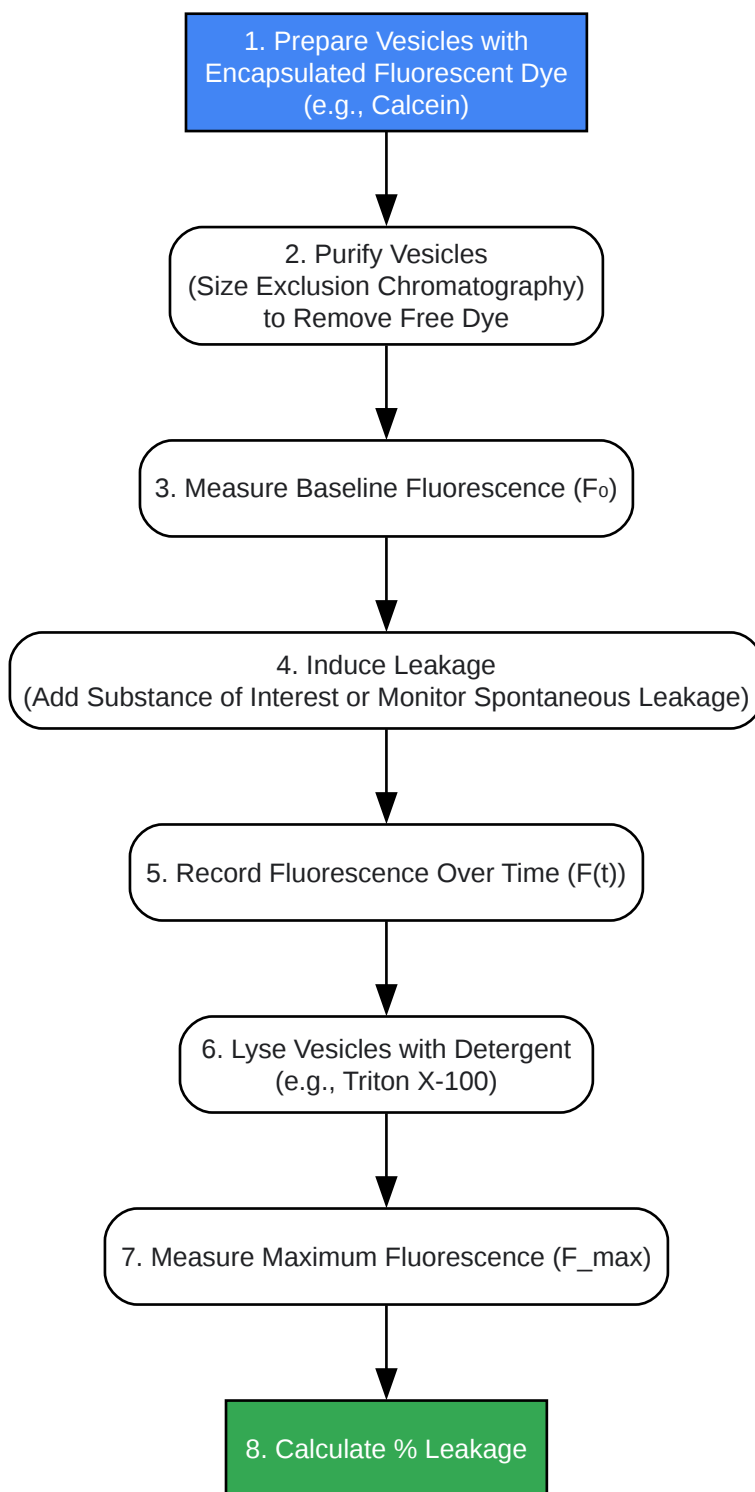 1. Prepare Vesicles with
Encapsulated Fluorescent Dye
(e.g., Calcein)
2. Purify Vesicles
(Size Exclusion Chromatography)
to Remove Free Dye
3. Measure Baseline Fluorescence (F₀)
4. Induce Leakage
(Add Substance of Interest or Monitor Spontaneous Leakage)
5. Record Fluorescence Over Time (F(t))
6. Lyse Vesicles with Detergent
(e.g., Triton X-100)
7. Measure Maximum Fluorescence (F_max)
8. Calculate % Leakage